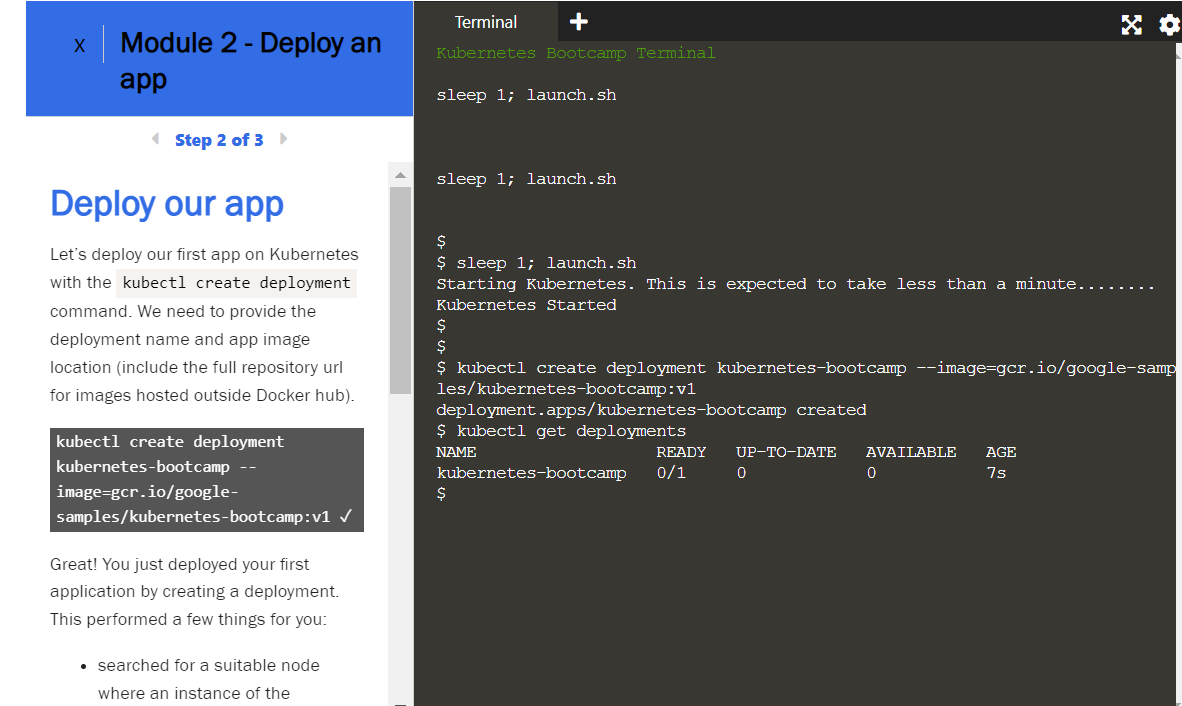 X
Module 2 - Deploy an
app
Step 2 of 3
Deploy our app
Let’s deploy our first app on Kubernetes
with the kubectl create deployment
command. We need to provide the
deployment name and app image
location (include the full repository url
for images hosted outside Docker hub).
kubectl create deployment
kubernetes-bootcamp --
image=gcr.io/google-
samples/kubernetes-bootcamp:v1 ✓
Great! You just deployed your first
application by creating a deployment.
This performed a few things for you:
• searched for a suitable node
where an instance of the
Terminal
Kubernetes Bootcamp Terminal
sleep 1; launch.sh
sleep 1; launch.sh
$
$ sleep 1; launch.sh
Starting Kubernetes. This is expected to take less than a minute........
Kubernetes Started
$
$
$ kubectl create deployment kubernetes-bootcamp --image=gcr.io/google-samp
les/kubernetes-bootcamp:v1
deployment.apps/kubernetes-bootcamp created
$ kubectl get deployments
NAME READY UP-TO-DATE AVAILABLE AGE
kubernetes-bootcamp 0/1 0 0 7s
$